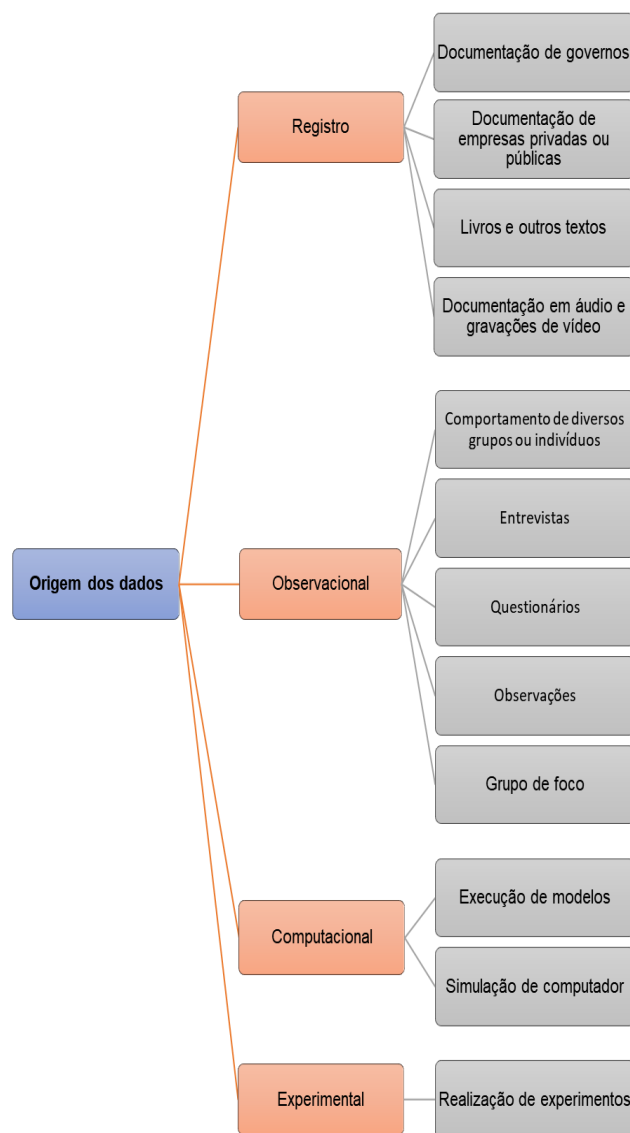 Origem dos dados
Registro
Documentação de governos
Documentação de
empresas privadas ou
públicas
Livros e outros textos
Documentação em áudio e
gravações de vídeo
Observacional
Comportamento de diversos
grupos ou indivíduos
Entrevistas
Questionários
Observações
Grupo de foco
Computacional
Execução de modelos
Simulação de computador
Experimental
Realização de experimentos